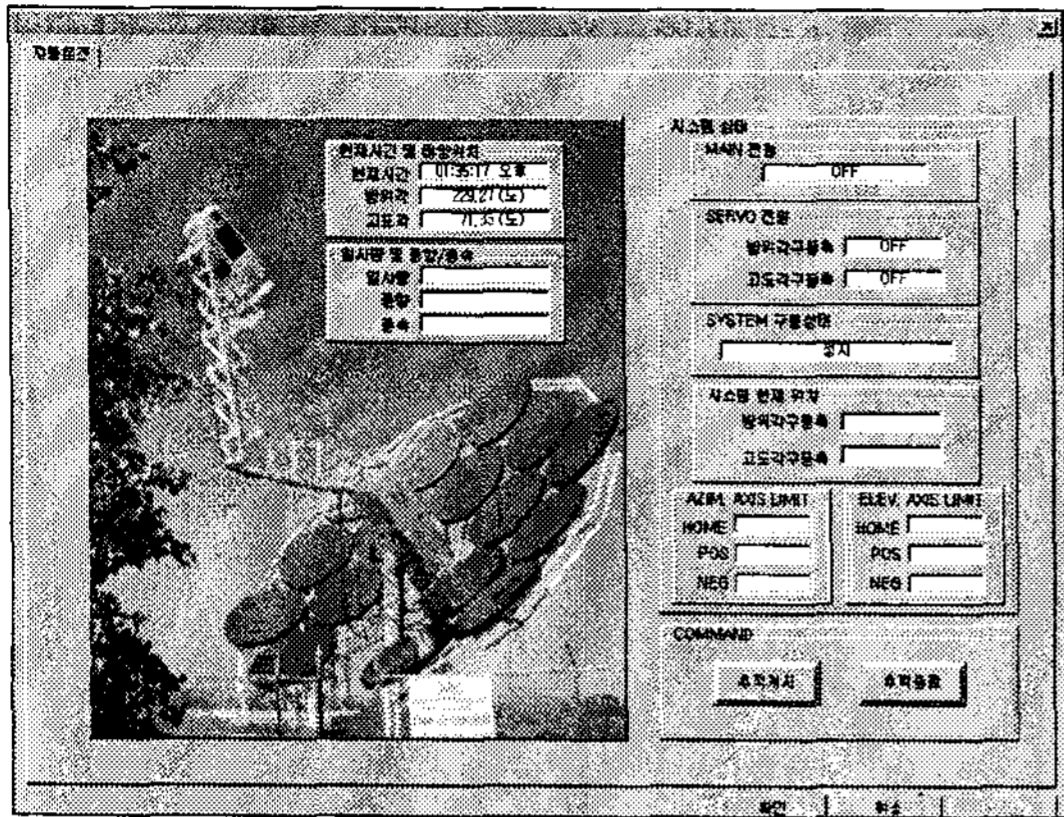 자동운전
현재시간 및 태양위치
현재시간 01:35:17 오후
방위각 229.27 (도)
고도각 71.35 (도)
일사량 및 풍향/풍속
일사량
풍향
풍속
시스템 상태
MAIN 전원
OFF
SERVO 전원
방위각구동축 OFF
고도각구동축 OFF
SYSTEM 구동상태
정지
시스템 현재 위치
방위각구동축
고도각구동축
AZIM. AXIS LIMIT
HOME
POS
NEG
ELEV. AXIS LIMIT
HOME
POS
NEG
COMMAND
추적개시
추적종료
확인
취소